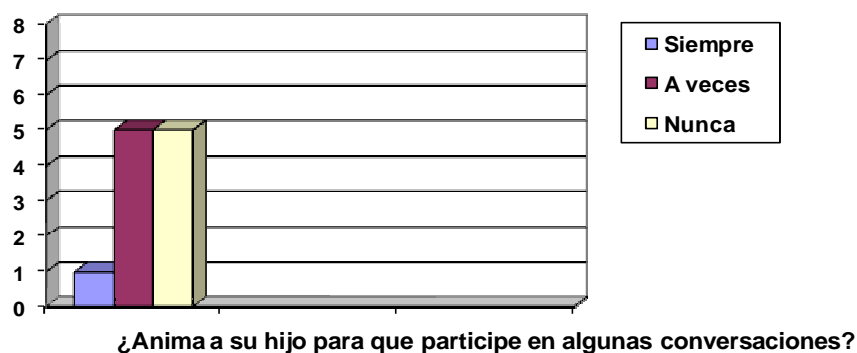 8
7
6
5
4
3
2
1
0
Siempre
A veces
Nunca
¿Anima a su hijo para que participe en algunas conversaciones?